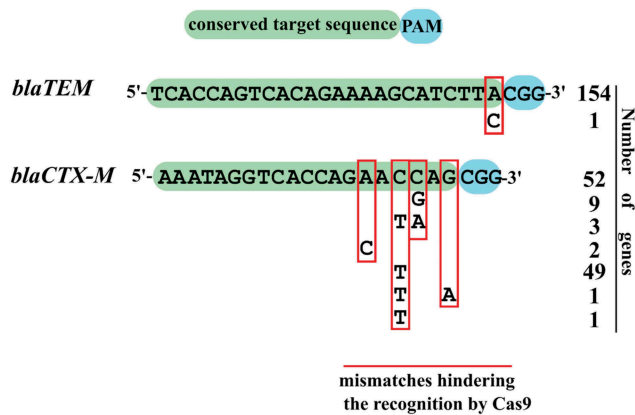 conserved target sequence PAM
blaTEM 5'-TCACCAGTCACAGAAAAGCATCTTACGG-3' 154
C 1
blaCTX-M 5'-AAATAGGTCACCAGAACCAGCGG-3' 52
G 9
T A 3
C 2
T 49
T A 1
T 1
Number of genes
mismatches hindering
the recognition by Cas9